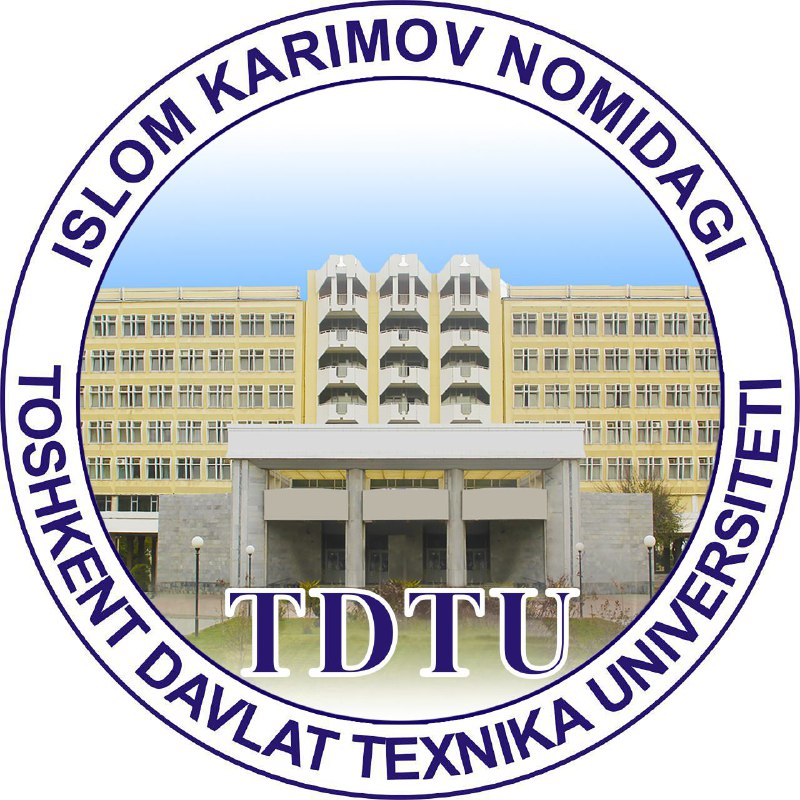 ISLOM KARIMOV NOMIDAGI
TOSHKENT DAVLAT TEXNIKA UNIVERSITETI
TDTU